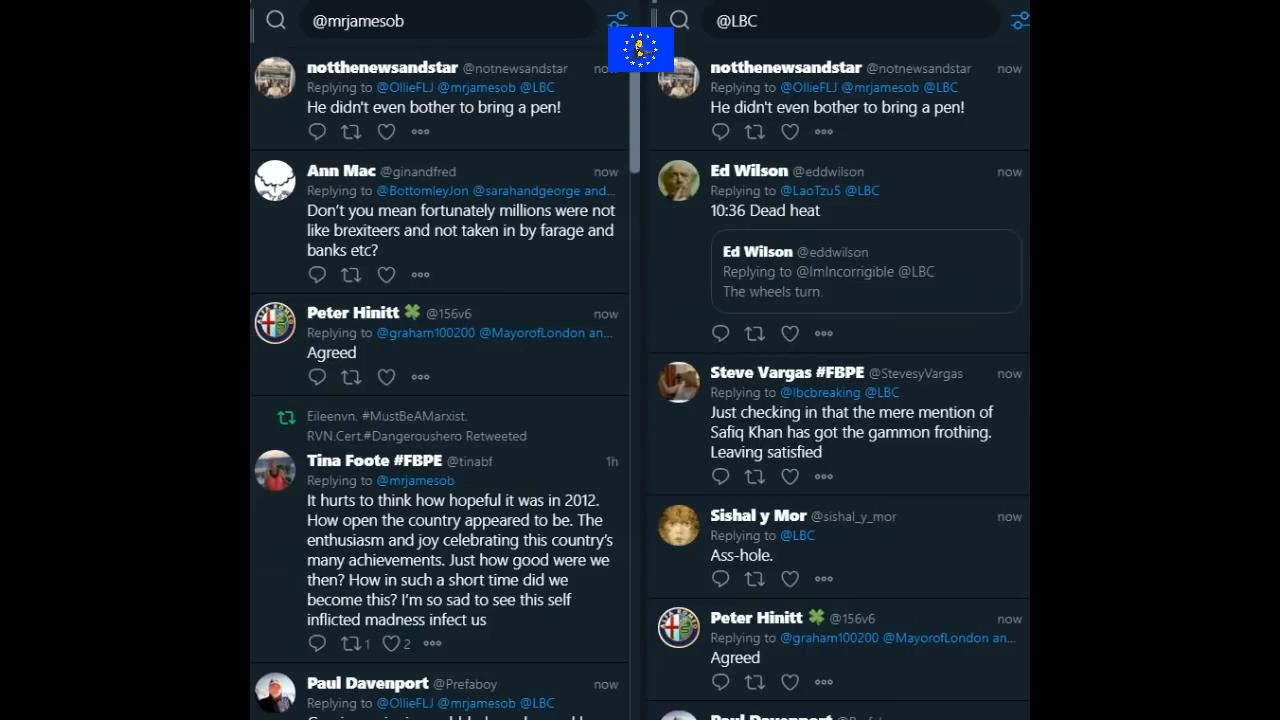 @mrjamesob
notthenewsandstar @notnewsandstar now
Replying to @OllieFLJ @mrjamesob @LBC
He didn't even bother to bring a pen!
Ann Mac @ginandfred now
Replying to @BottomleyJon @sarahandgeorge and...
Don't you mean fortunately millions were not
like brexiteers and not taken in by farage and
banks etc?
Peter Hinitt 🍀 @156v6 now
Replying to @graham100200 @MayorofLondon an...
Agreed
Eileenvn. #MustBeAMarxist.
RVN.Cert.#Dangeroushero Retweeted
Tina Foote #FBPE @tinabf 1h
Replying to @mrjamesob
It hurts to think how hopeful it was in 2012.
How open the country appeared to be. The
enthusiasm and joy celebrating this country's
many achievements. Just how good were we
then? How in such a short time did we
become this? I'm so sad to see this self
inflicted madness infect us
1 2
Paul Davenport @Prefaboy now
Replying to @OllieFLJ @mrjamesob @LBC
@LBC
notthenewsandstar @notnewsandstar now
Replying to @OllieFLJ @mrjamesob @LBC
He didn't even bother to bring a pen!
Ed Wilson @eddwilson now
Replying to @LaoTzu5 @LBC
10:36 Dead heat
Ed Wilson @eddwilson
Replying to @ImIncorrigible @LBC
The wheels turn.
Steve Vargas #FBPE @StevesyVargas now
Replying to @lbcbreaking @LBC
Just checking in that the mere mention of
Safiq Khan has got the gammon frothing.
Leaving satisfied
Sishal y Mor @sishal_y_mor now
Replying to @LBC
Ass-hole.
Peter Hinitt 🍀 @156v6 now
Replying to @graham100200 @MayorofLondon an...
Agreed
Paul Davenport @Prefaboy now